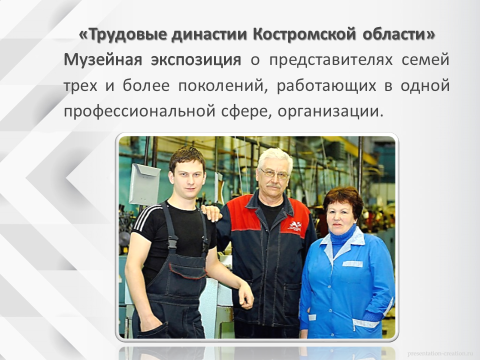 «Трудовые династии Костромской области»
Музейная экспозиция о представителях семей
трех и более поколений, работающих в одной
профессиональной сфере, организации.